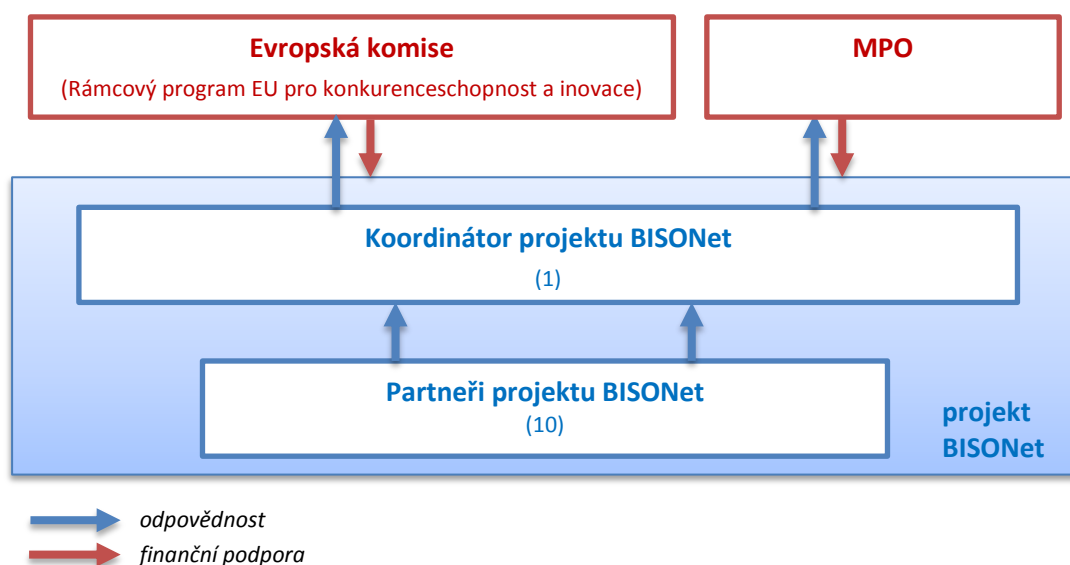 Evropská komise
(Rámcový program EU pro konkurenceschopnost a inovace)
MPO
Koordinátor projektu BISONet
(1)
Partneři projektu BISONet
(10)
projekt
BISONet
odpovědnost
finanční podpora